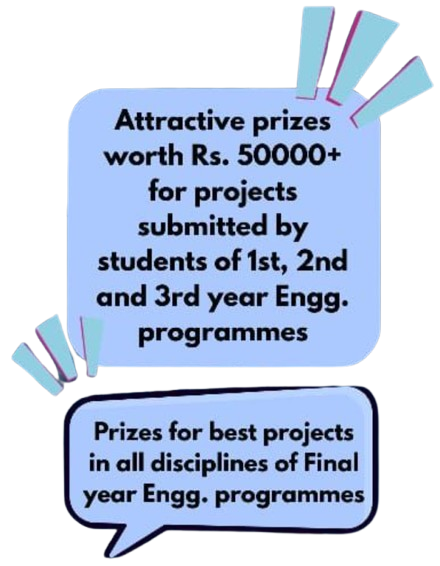 Attractive prizes
worth Rs. 50000+
for projects
submitted by
students of 1st, 2nd
and 3rd year Engg.
programmes
Prizes for best projects
in all disciplines of Final
year Engg. programmes